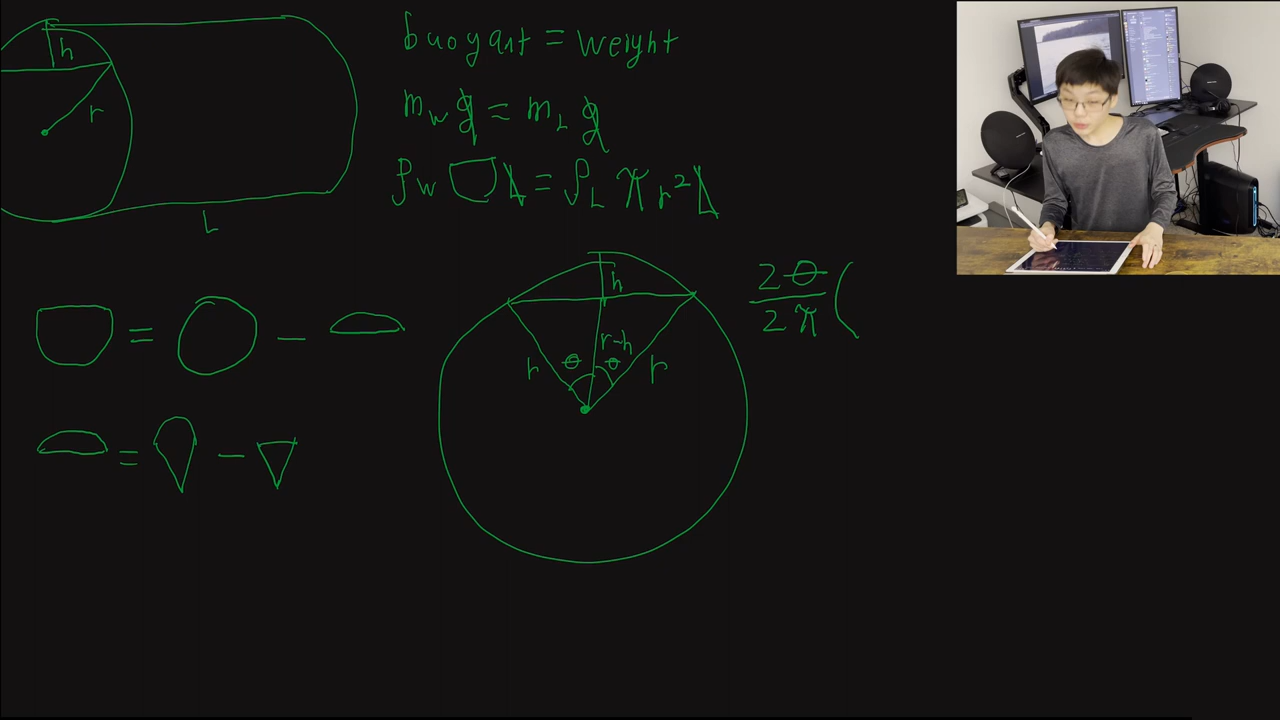 h
r
L
buoyant = weight
m_w g = m_L g
ρ_w L = ρ_L π r² L
= −
= −
h
r-h
θ θ
r r
2θ
2π (